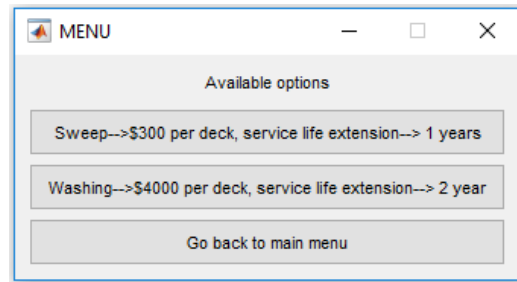 MENU
Available options
Sweep-->$300 per deck, service life extension--> 1 years
Washing-->$4000 per deck, service life extension--> 2 year
Go back to main menu